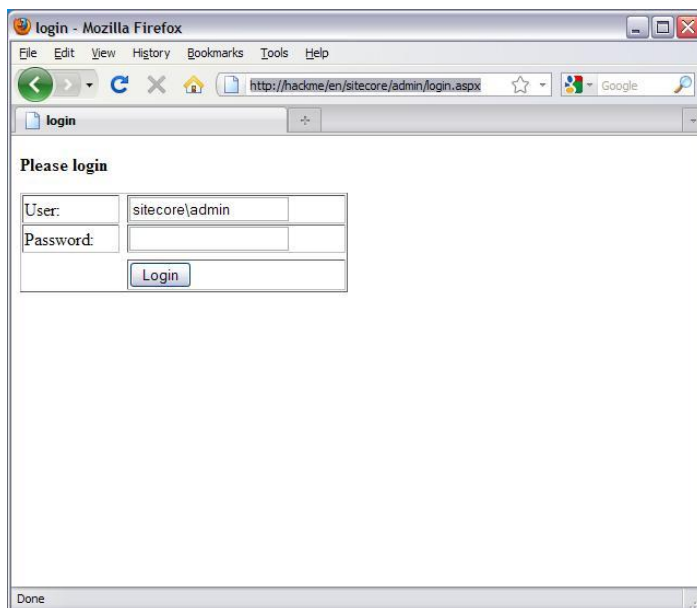 login - Mozilla Firefox
File Edit View History Bookmarks Tools Help
http://hackme/en/sitecore/admin/login.aspx Google
login
Please login
User: sitecore\admin
Password:
Login
Done